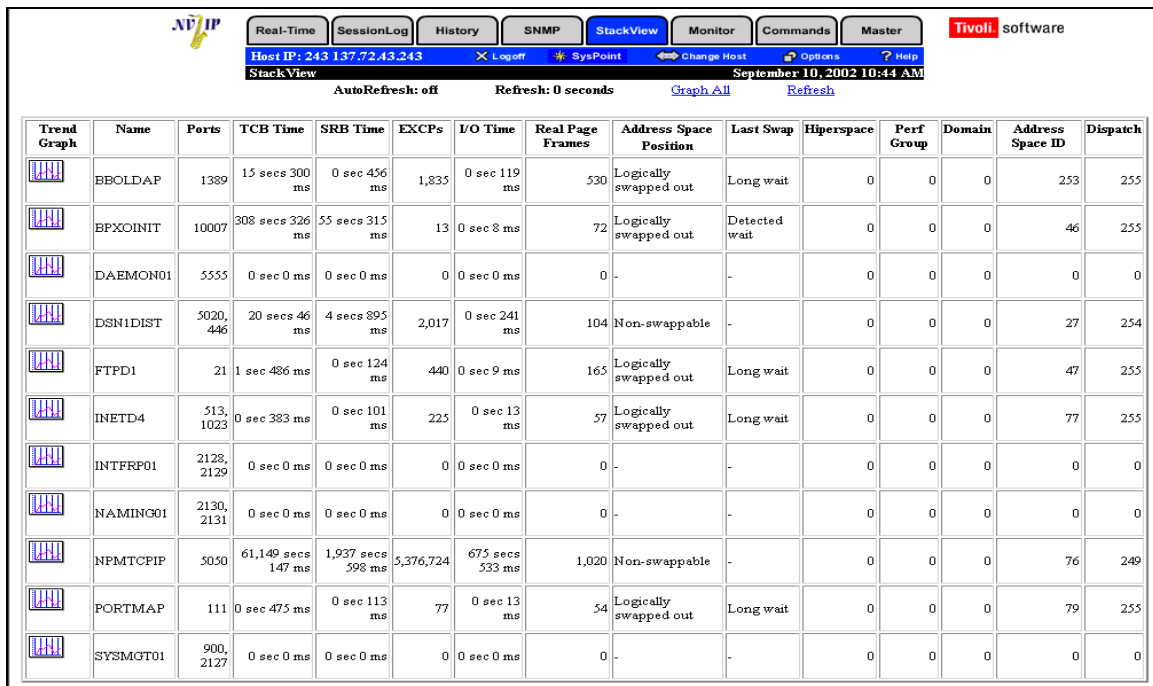 NV IP
Real-Time SessionLog History SNMP StackView Monitor Commands Master
Tivoli. software
Host IP: 243 137.72.43.243 X Logoff SysPoint Change Host Options ? Help
StackView September 10, 2002 10:44 AM
AutoRefresh: off Refresh: 0 seconds Graph All Refresh
Trend Graph Name Ports TCB Time SRB Time EXCPs I/O Time Real Page Frames Address Space Position Last Swap Hiperspace Perf Group Domain Address Space ID Dispatch
BBOLDAP 1389 15 secs 300 ms 0 sec 456 ms 1,835 0 sec 119 ms 530 Logically swapped out Long wait 0 0 0 253 255
BPXOINIT 10007 308 secs 326 ms 55 secs 315 ms 13 0 sec 8 ms 72 Logically swapped out Detected wait 0 0 0 46 255
DAEMON01 5555 0 sec 0 ms 0 sec 0 ms 0 0 sec 0 ms 0 - - 0 0 0 0 0
DSN1DIST 5020, 446 20 secs 46 ms 4 secs 895 ms 2,017 0 sec 241 ms 104 Non-swappable - 0 0 0 27 254
FTPD1 21 1 sec 486 ms 0 sec 124 ms 440 0 sec 9 ms 165 Logically swapped out Long wait 0 0 0 47 255
INETD4 513, 1023 0 sec 383 ms 0 sec 101 ms 225 0 sec 13 ms 57 Logically swapped out Long wait 0 0 0 77 255
INTFRP01 2128, 2129 0 sec 0 ms 0 sec 0 ms 0 0 sec 0 ms 0 - - 0 0 0 0 0
NAMING01 2130, 2131 0 sec 0 ms 0 sec 0 ms 0 0 sec 0 ms 0 - - 0 0 0 0 0
NPMTCPIP 5050 61,149 secs 147 ms 1,937 secs 598 ms 5,376,724 675 secs 533 ms 1,020 Non-swappable - 0 0 0 76 249
PORTMAP 111 0 sec 475 ms 0 sec 113 ms 77 0 sec 13 ms 54 Logically swapped out Long wait 0 0 0 79 255
SYSMGT01 900, 2127 0 sec 0 ms 0 sec 0 ms 0 0 sec 0 ms 0 - - 0 0 0 0 0